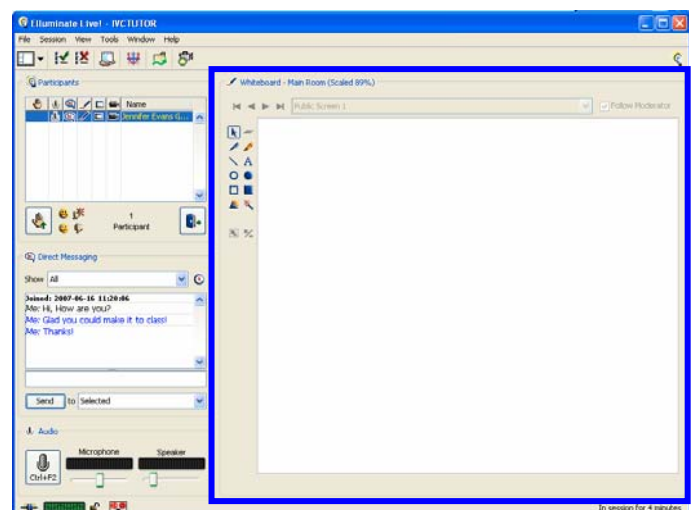 Elluminate Live! - IVCTUTOR
File Session View Tools Window Help
Participants
Name
Jennifer Evans G...
1
Participant
Direct Messaging
Show All
Joined: 2007-06-16 11:20:06
Me: Hi, How are you?
Me: Glad you could make it to class!
Me: Thanks!
Send to Selected
Audio
Microphone Speaker
Ctrl+F2
Whiteboard - Main Room (Scaled 89%)
Public Screen 1 Follow Moderator
A
In session for 4 minutes